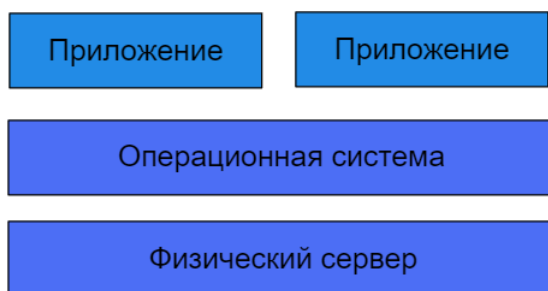 Приложение
Приложение
Операционная система
Физический сервер